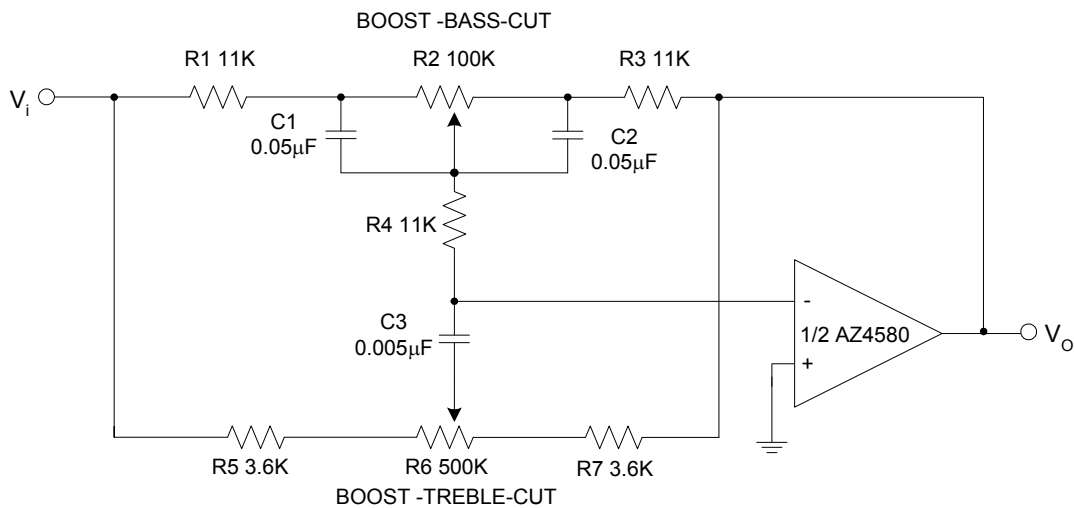 BOOST -BASS-CUT
R1 11K
R2 100K
R3 11K
Vi
C1
0.05μF
C2
0.05μF
R4 11K
C3
0.005μF
-
1/2 AZ4580
+
VO
R5 3.6K
R6 500K
R7 3.6K
BOOST -TREBLE-CUT